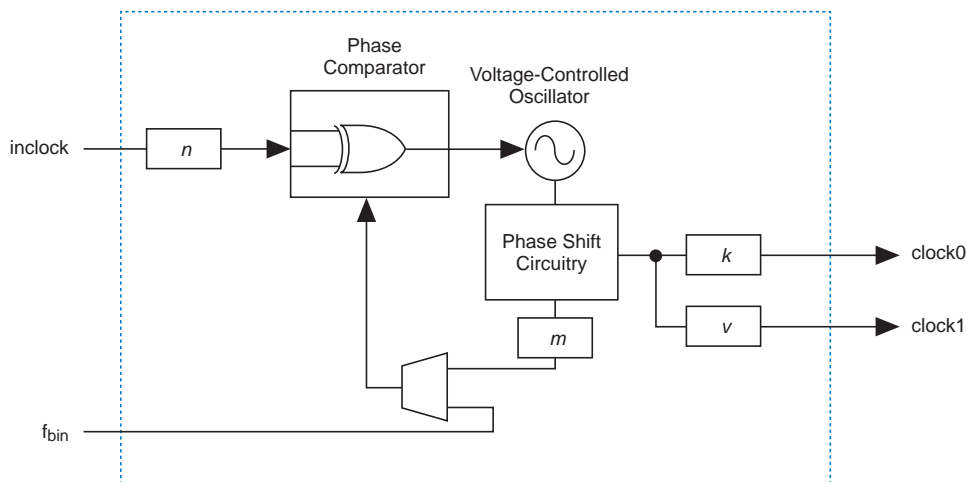 Phase
Comparator
Voltage-Controlled
Oscillator
inclock
n
Phase Shift
Circuitry
k
clock0
v
clock1
m
fbin